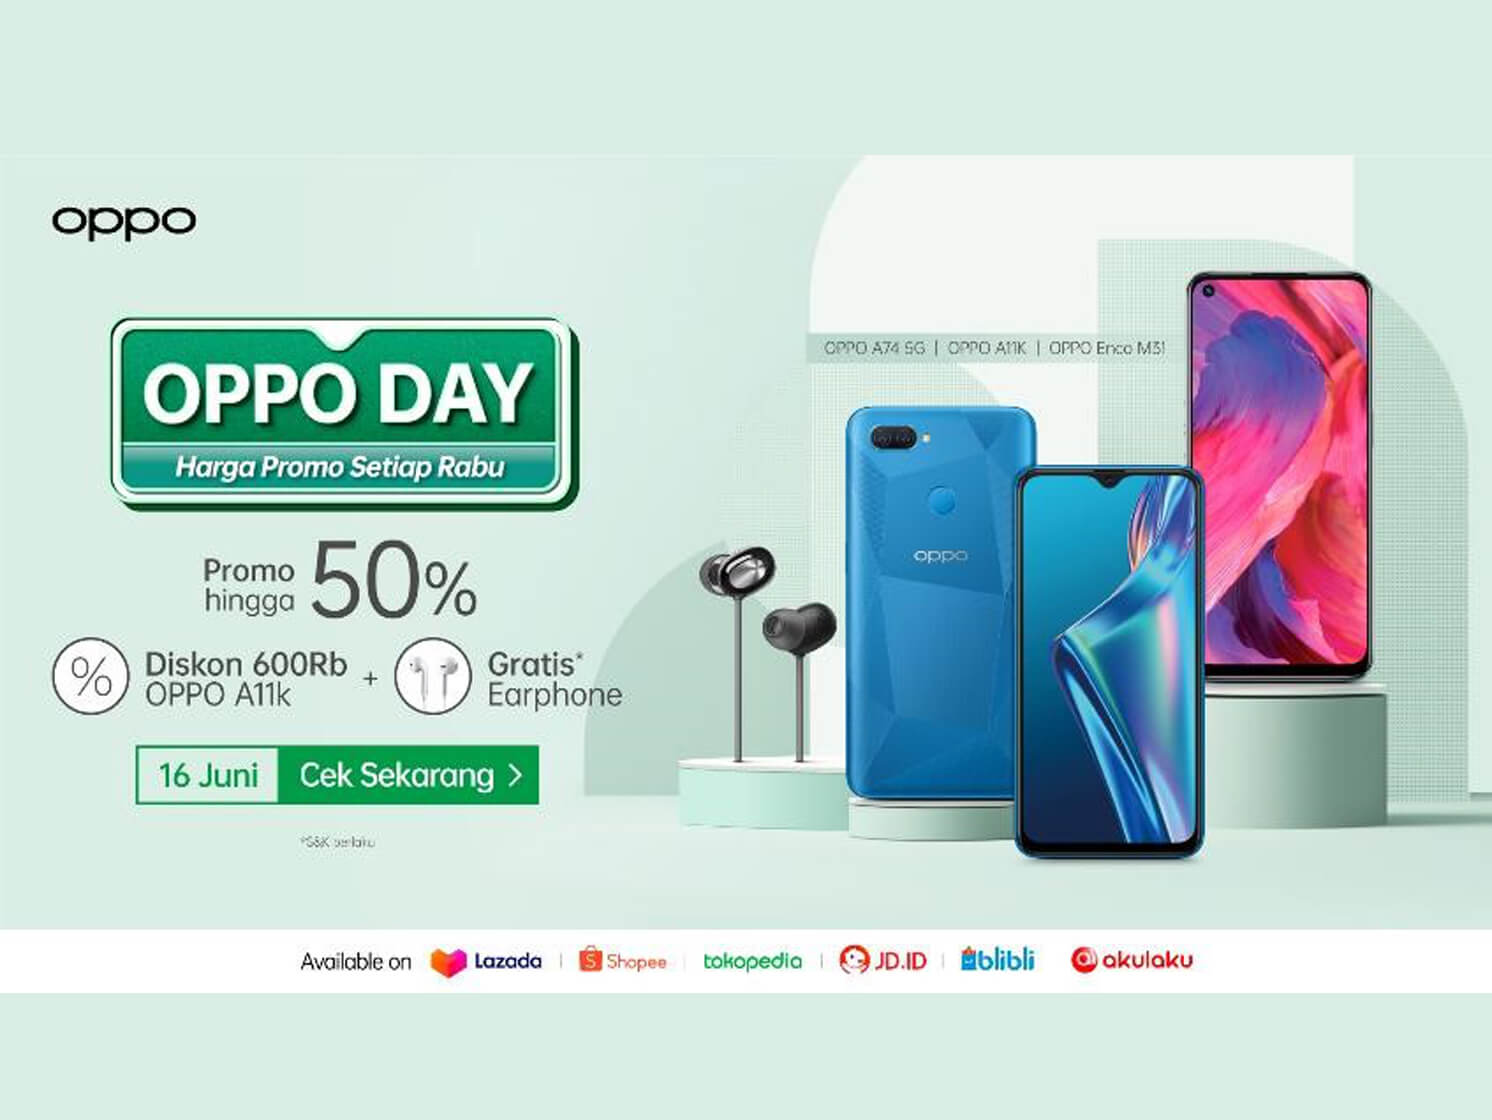 oppo
OPPO DAY
Harga Promo Setiap Rabu
Promo hingga 50%
% Diskon 600Rb + Gratis*
OPPO A11k Earphone
16 Juni Cek Sekarang >
*S&K berlaku
OPPO A74 5G | OPPO A11K | OPPO Enco M31
oppo
Available on Lazada | Shopee | tokopedia | JD.ID | blibli akulaku